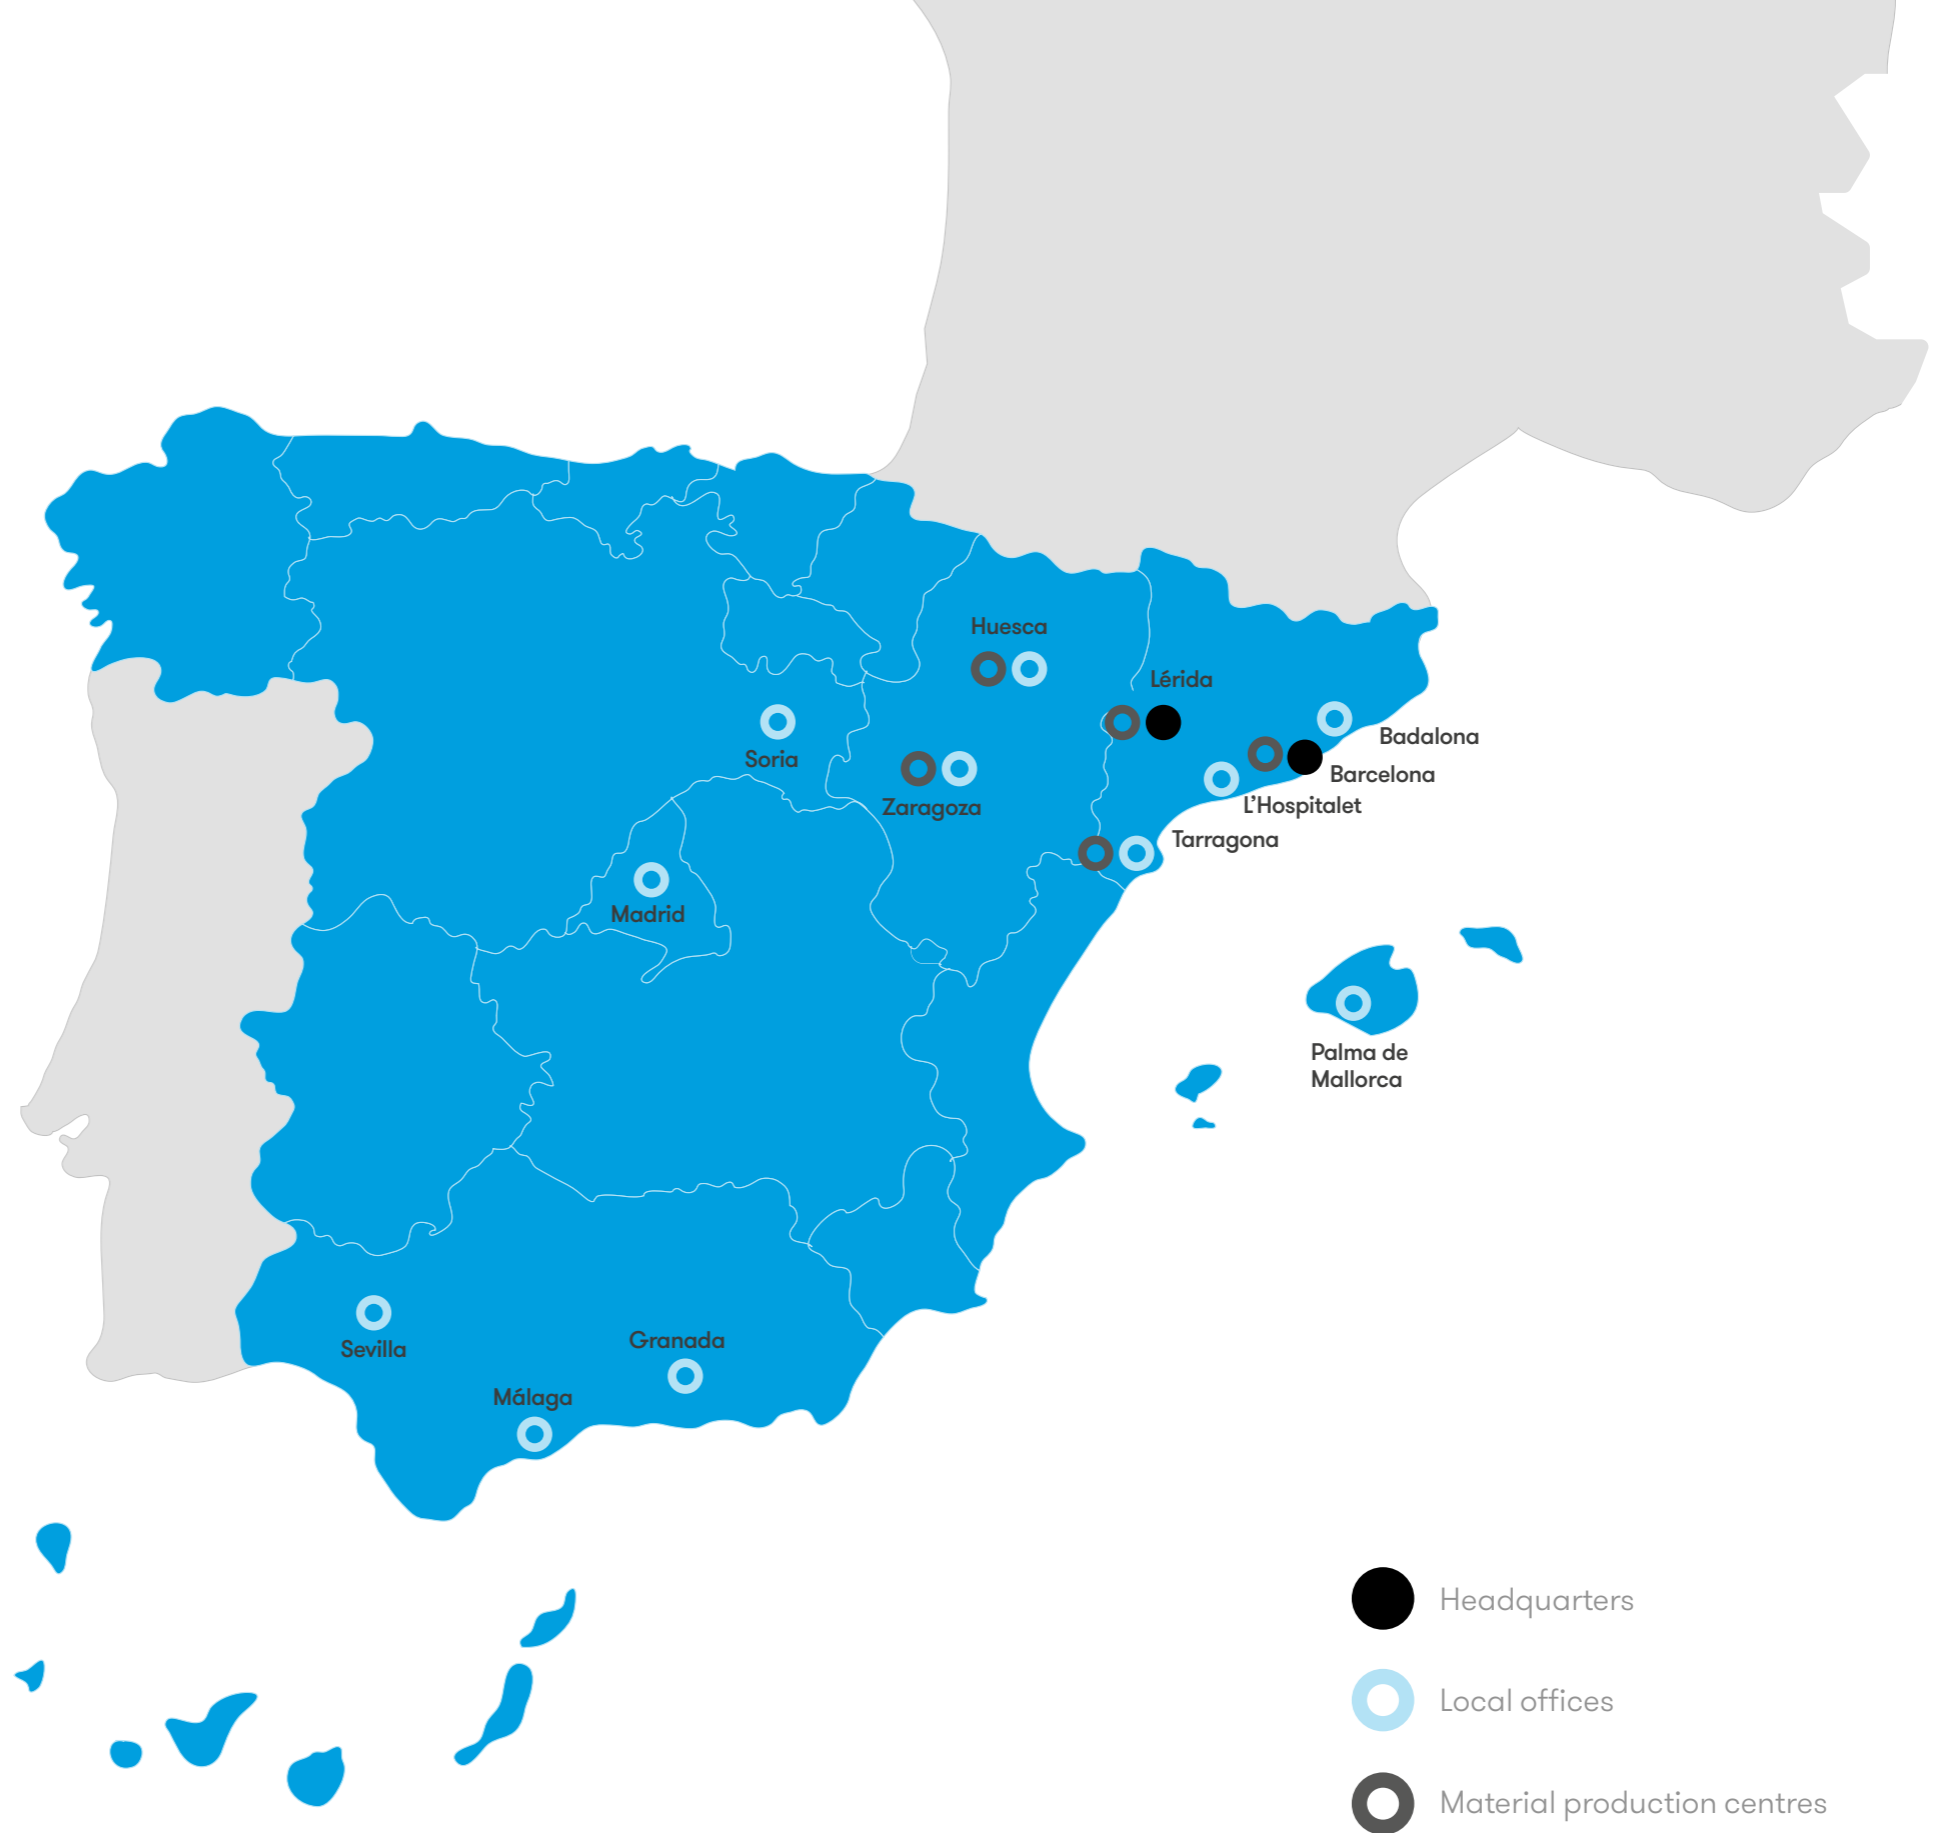 Huesca
Lérida
Badalona
Soria
Barcelona
Zaragoza
L'Hospitalet
Tarragona
Madrid
Palma de
Mallorca
Sevilla
Granada
Málaga
Headquarters
Local offices
Material production centres